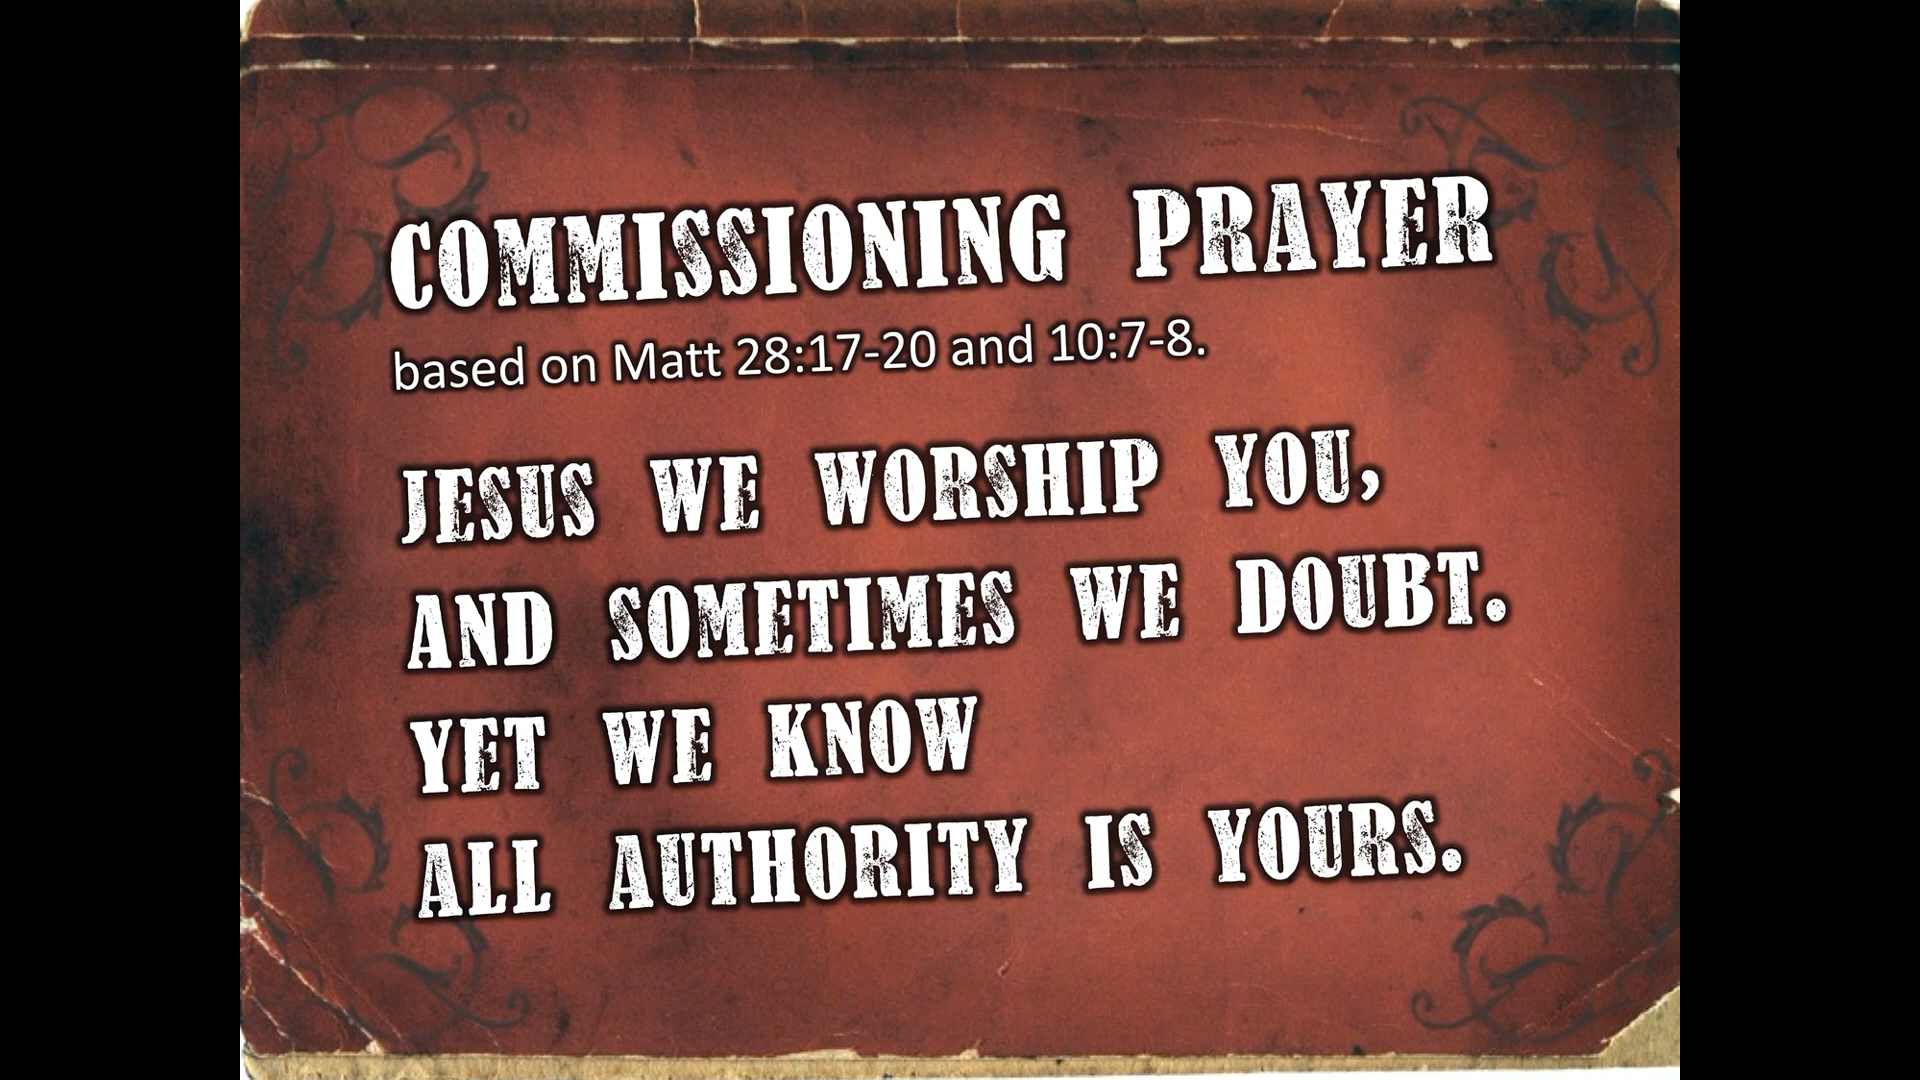 COMMISSIONING PRAYER
based on Matt 28:17-20 and 10:7-8.
JESUS WE WORSHIP YOU,
AND SOMETIMES WE DOUBT.
YET WE KNOW
ALL AUTHORITY IS YOURS.